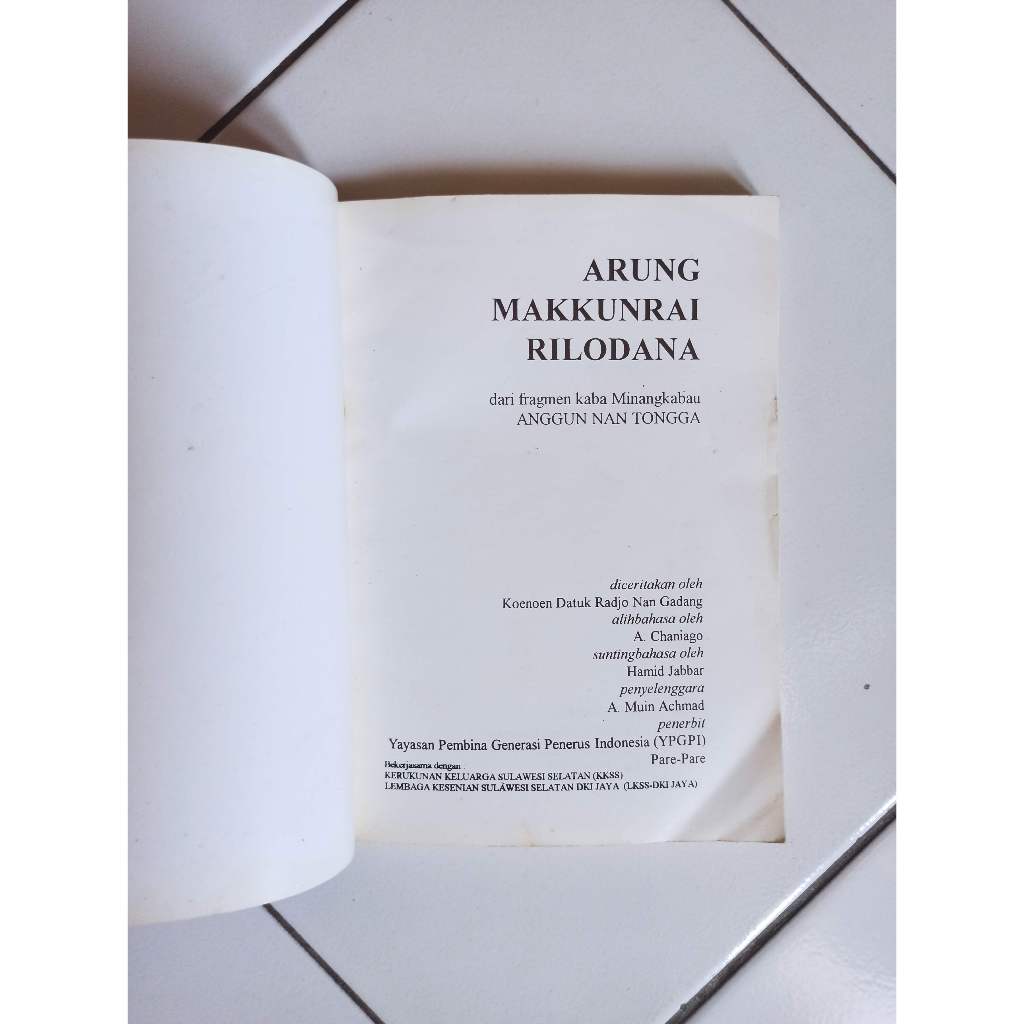 ARUNG
MAKKUNRAI
RILODANA
dari fragmen kaba Minangkabau
ANGGUN NAN TONGGA
diceritakan oleh
Koenoen Datuk Radjo Nan Gadang
alihbahasa oleh
A. Chaniago
suntingbahasa oleh
Hamid Jabbar
penyelenggara
A. Muin Achmad
penerbit
Yayasan Pembina Generasi Penerus Indonesia (YPGPI)
Pare-Pare
Bekerjasama dengan :
KERUKUNAN KELUARGA SULAWESI SELATAN (KKSS)
LEMBAGA KESENIAN SULAWESI SELATAN DKI JAYA (LKSS-DKI JAYA)